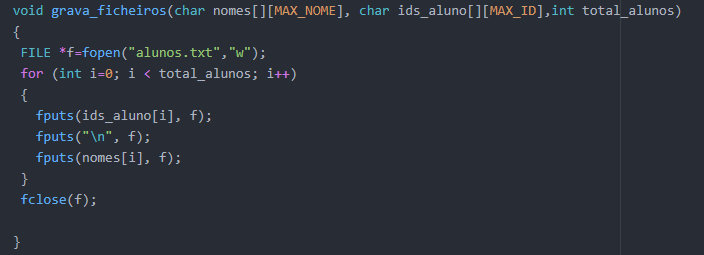 void grava_ficheiros(char nomes[][MAX_NOME], char ids_aluno[][MAX_ID],int total_alunos)
{
FILE *f=fopen("alunos.txt","w");
for (int i=0; i < total_alunos; i++)
{
fputs(ids_aluno[i], f);
fputs("\n", f);
fputs(nomes[i], f);
}
fclose(f);
}